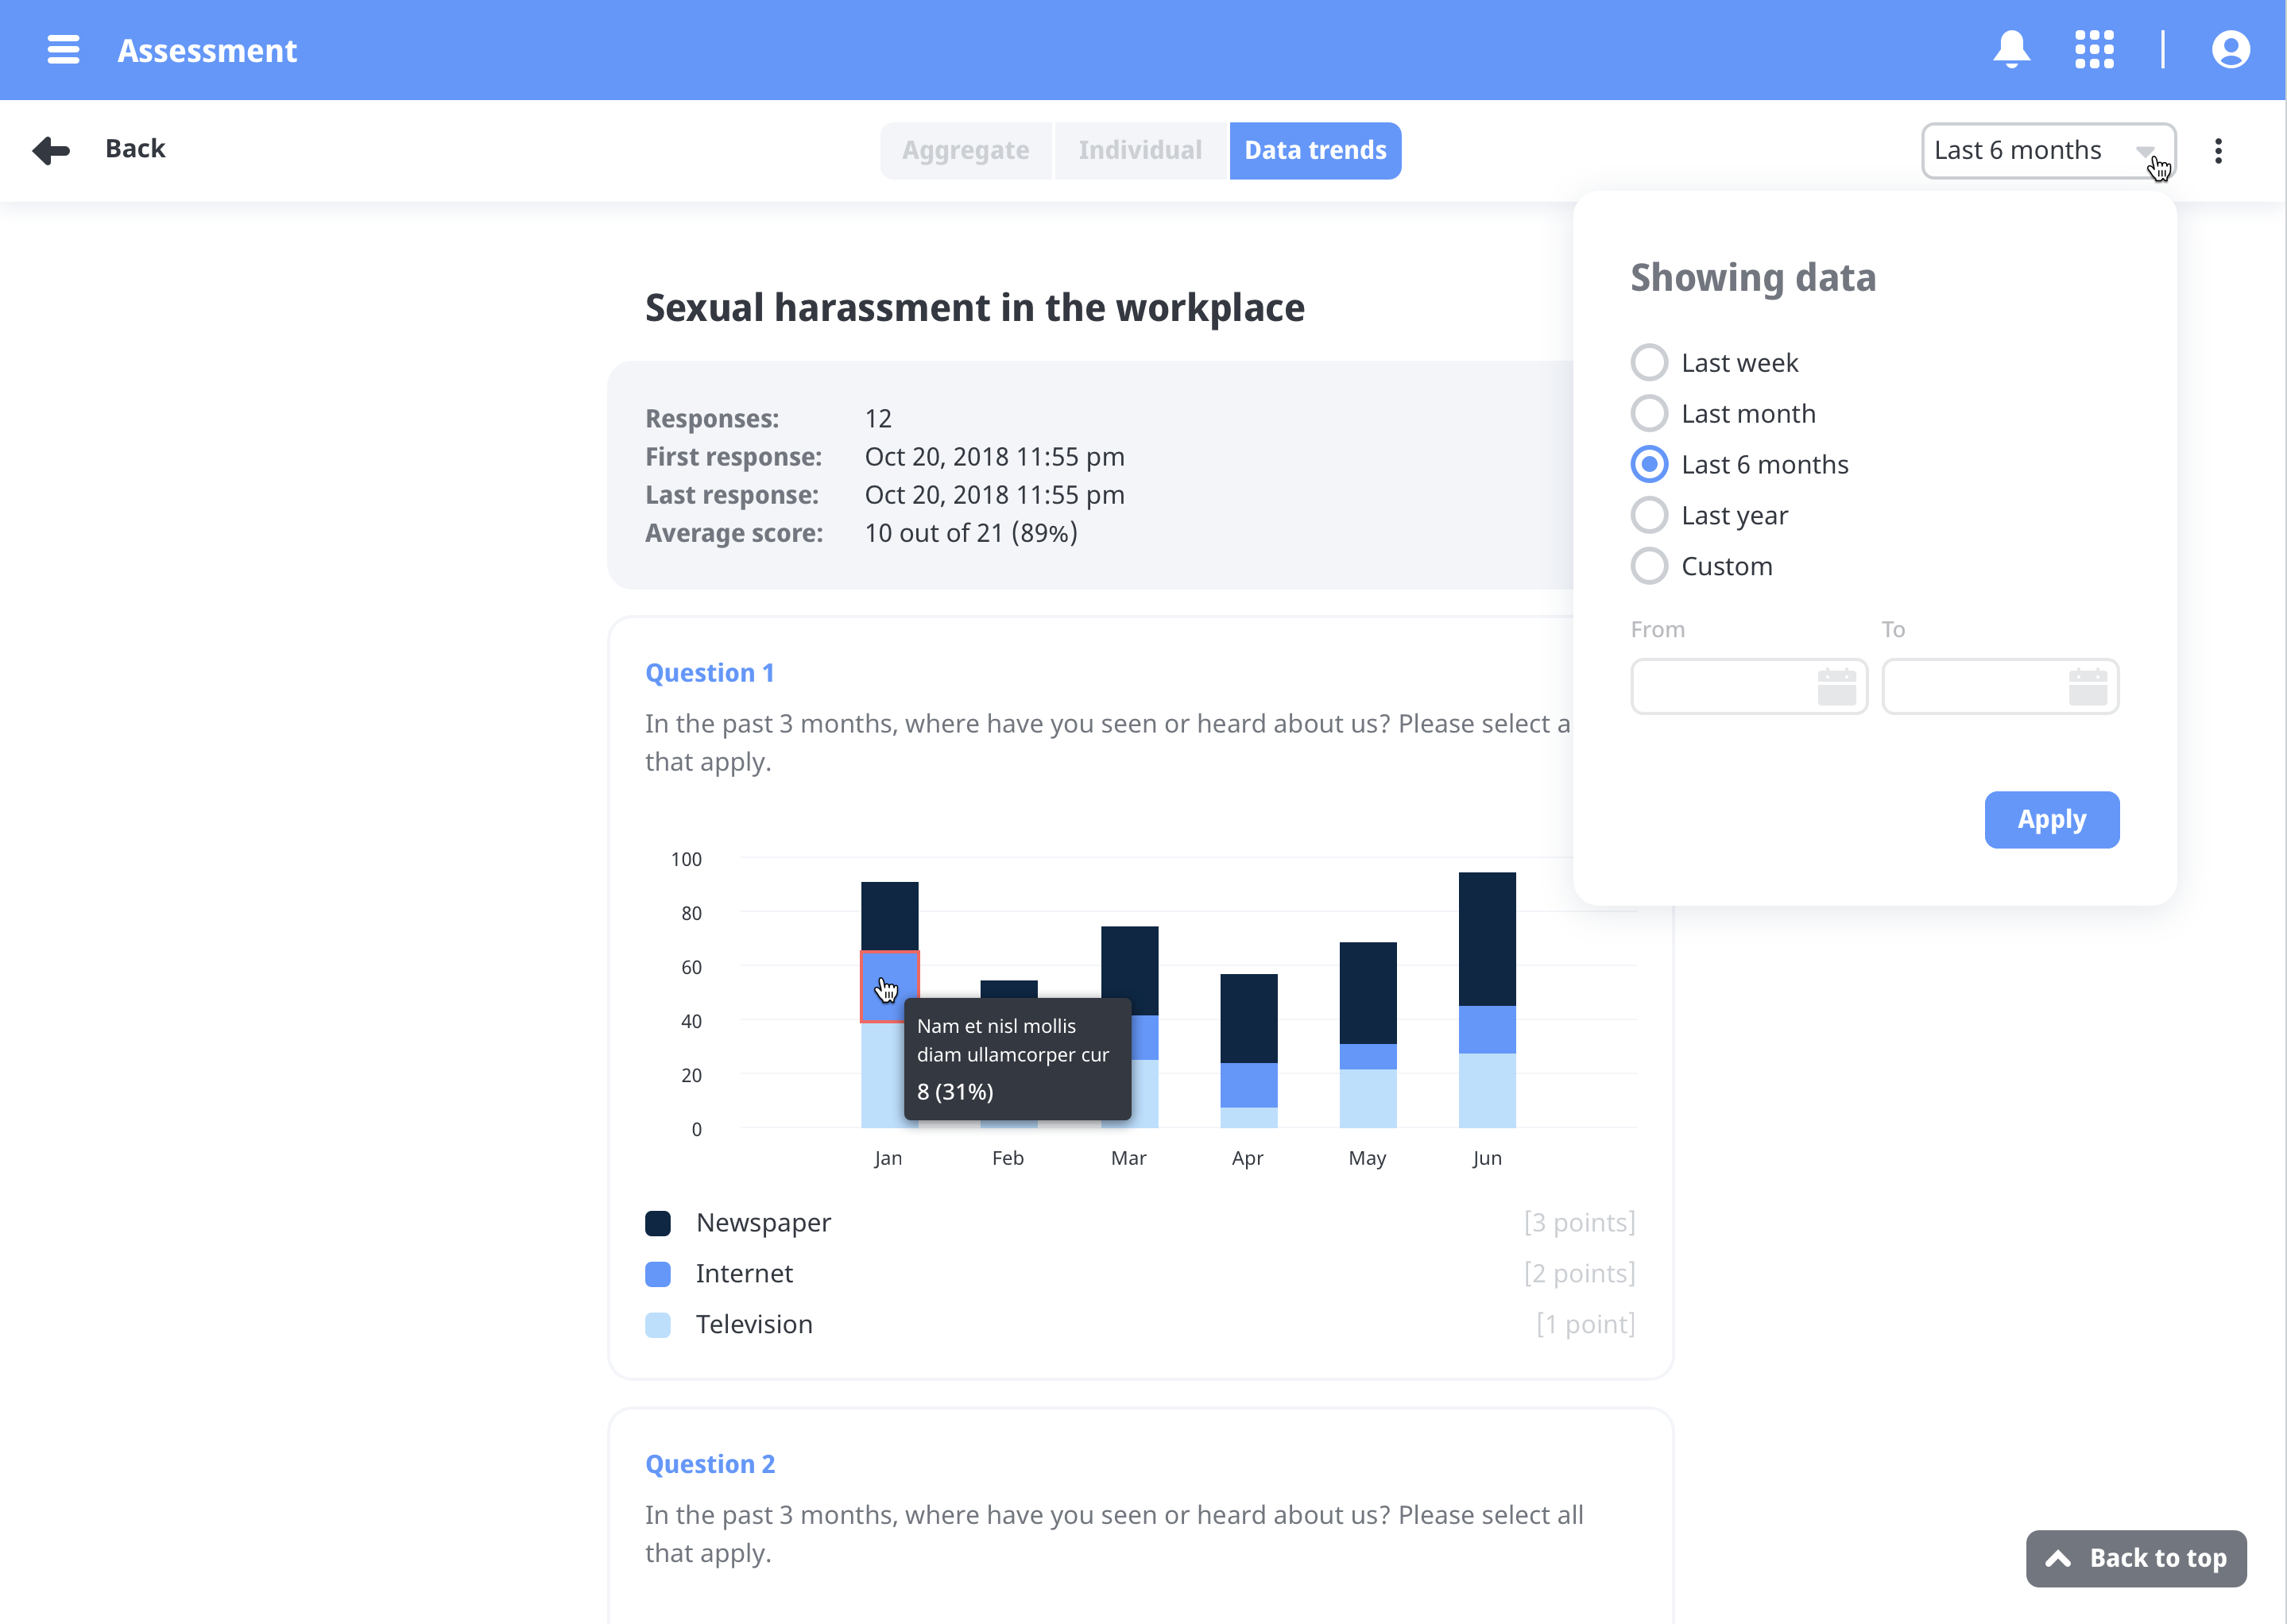 Assessment
Back
Aggregate
Individual
Data trends
Last 6 months
Showing data
Last week
Last month
Last 6 months
Last year
Custom
From
To
Apply
Sexual harassment in the workplace
Responses: 12
First response: Oct 20, 2018 11:55 pm
Last response: Oct 20, 2018 11:55 pm
Average score: 10 out of 21 (89%)
Question 1
In the past 3 months, where have you seen or heard about us? Please select a
that apply.
100
80
60
40
20
0
Nam et nisl mollis
diam ullamcorper cur
8 (31%)
Jan Feb Mar Apr May Jun
Newspaper [3 points]
Internet [2 points]
Television [1 point]
Question 2
In the past 3 months, where have you seen or heard about us? Please select all
that apply.
Back to top